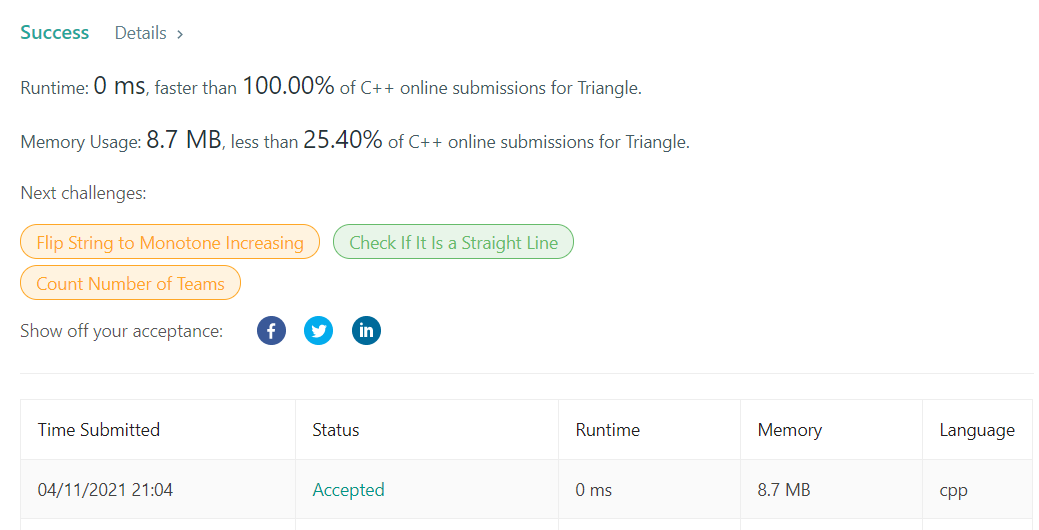 Success Details >
Runtime: 0 ms, faster than 100.00% of C++ online submissions for Triangle.
Memory Usage: 8.7 MB, less than 25.40% of C++ online submissions for Triangle.
Next challenges:
Flip String to Monotone Increasing Check If It Is a Straight Line
Count Number of Teams
Show off your acceptance: f in
Time Submitted Status Runtime Memory Language
04/11/2021 21:04 Accepted 0 ms 8.7 MB cpp